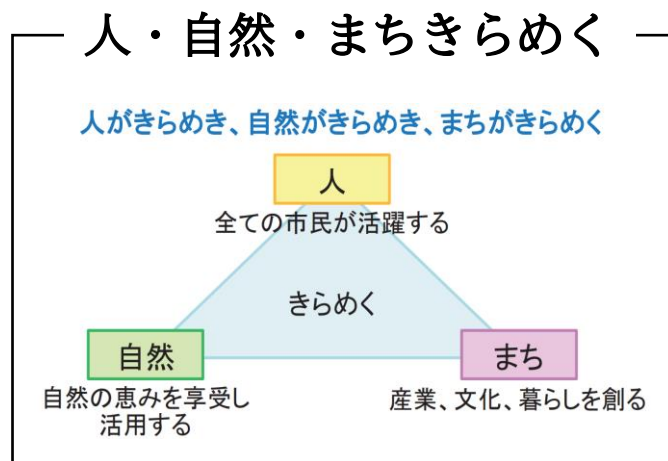 人・自然・まちきらめく
人がきらめき、自然がきらめき、まちがきらめく
人
全ての市民が活躍する
きらめく
自然
自然の恵みを享受し
活用する
まち
産業、文化、暮らしを創る